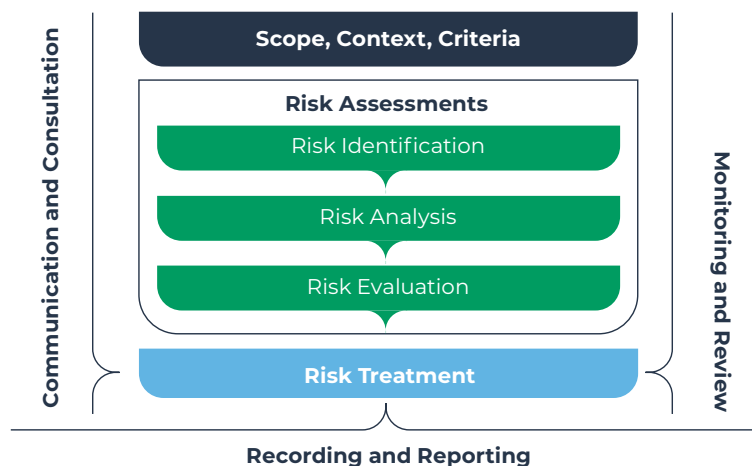 Scope, Context, Criteria
Communication and Consultation
Risk Assessments
Risk Identification
Risk Analysis
Risk Evaluation
Monitoring and Review
Risk Treatment
Recording and Reporting